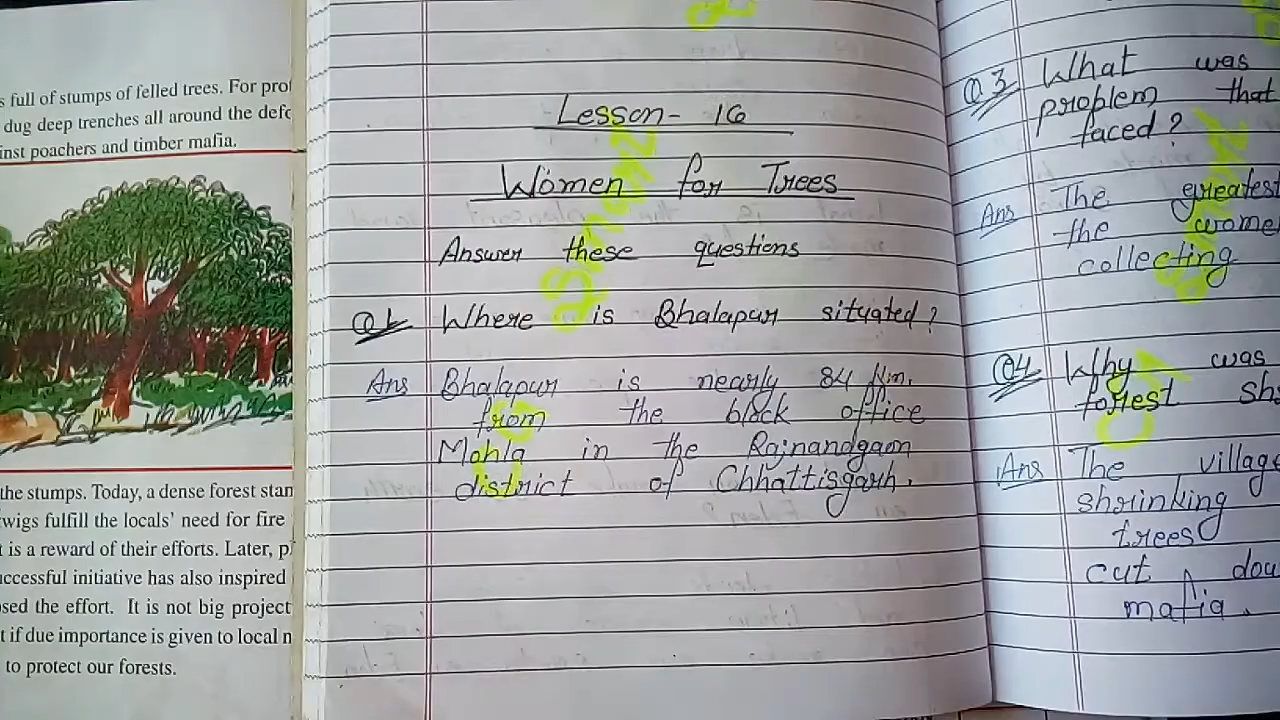 s full of stumps of felled trees. For
dug deep trenches all around the
inst poachers and timber mafia.
the stumps. Today, a dense forest stan
wigs fulfill the locals' need for fire
t is a reward of their efforts. Later,
uccessful initiative has also inspired
sed the effort. It is not big project
t if due importance is given to local
to protect our forests.
Lesson- 16
Women for Trees
Answer these questions
Q1 Where is Bhalapur situated?
Ans Bhalapur is nearly 84 km.
from the block office
Mohla in the Rajnandgaon
district of Chhattisgarh.
Q3 What was
problem that
faced?
Ans The greatest
the wome
collecting
Q4 Why was
forest sh
Ans The village
shrinking
trees
cut dow
mafia.